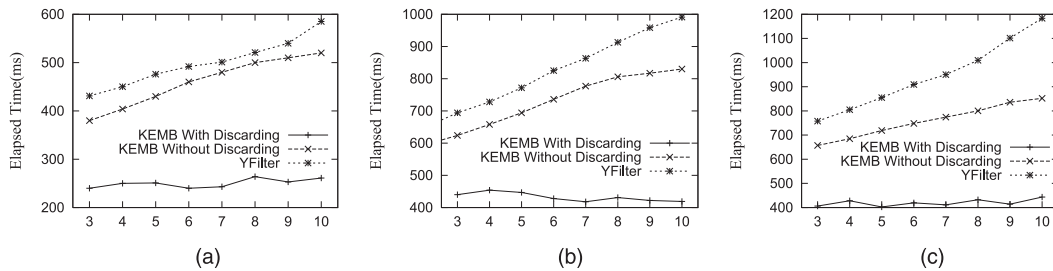 600
500
400
300
200
Elapsed Time(ms)
KEMB With Discarding
KEMB Without Discarding
YFilter
3 4 5 6 7 8 9 10
(a)
1000
900
800
700
600
500
400
Elapsed Time(ms)
KEMB With Discarding
KEMB Without Discarding
YFilter
3 4 5 6 7 8 9 10
(b)
1200
1100
1000
900
800
700
600
500
400
Elapsed Time(ms)
KEMB With Discarding
KEMB Without Discarding
YFilter
3 4 5 6 7 8 9 10
(c)